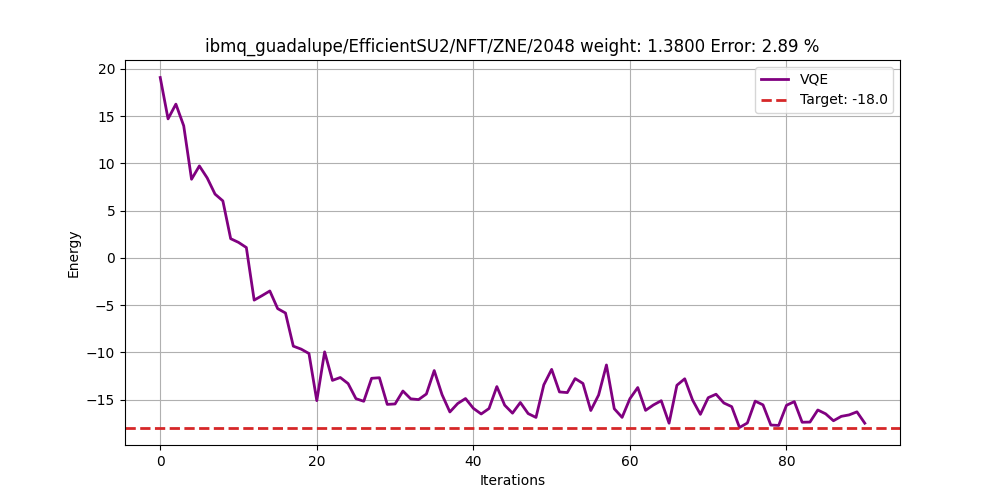 ibmq_guadalupe/EfficientSU2/NFT/ZNE/2048 weight: 1.3800 Error: 2.89 %
VQE
Target: -18.0
20
15
10
5
0
−5
−10
−15
Energy
0
20
40
60
80
Iterations